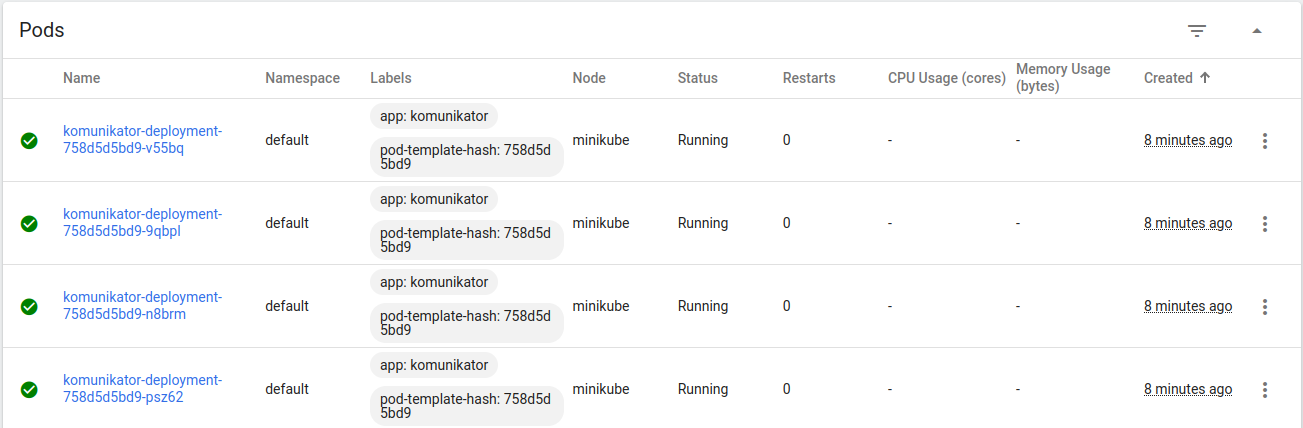 Pods
Name Namespace Labels Node Status Restarts CPU Usage (cores) Memory Usage (bytes) Created
komunikator-deployment-758d5d5bd9-v55bq default app: komunikator pod-template-hash: 758d5d5bd9 minikube Running 0 - - 8 minutes ago
komunikator-deployment-758d5d5bd9-9qbpl default app: komunikator pod-template-hash: 758d5d5bd9 minikube Running 0 - - 8 minutes ago
komunikator-deployment-758d5d5bd9-n8brm default app: komunikator pod-template-hash: 758d5d5bd9 minikube Running 0 - - 8 minutes ago
komunikator-deployment-758d5d5bd9-psz62 default app: komunikator pod-template-hash: 758d5d5bd9 minikube Running 0 - - 8 minutes ago